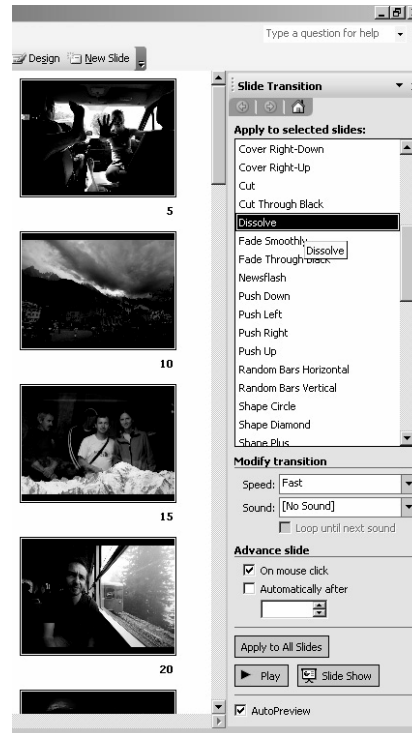 Type a question for help
Design New Slide
Slide Transition
Apply to selected slides:
Cover Right-Down
Cover Right-Up
Cut
Cut Through Black
Dissolve
Fade Smoothly
Dissolve
Fade Through Black
Newsflash
Push Down
Push Left
Push Right
Push Up
Random Bars Horizontal
Random Bars Vertical
Shape Circle
Shape Diamond
Shape Plus
Modify transition
Speed: Fast
Sound: [No Sound]
Loop until next sound
Advance slide
On mouse click
Automatically after
Apply to All Slides
Play Slide Show
AutoPreview
5
10
15
20